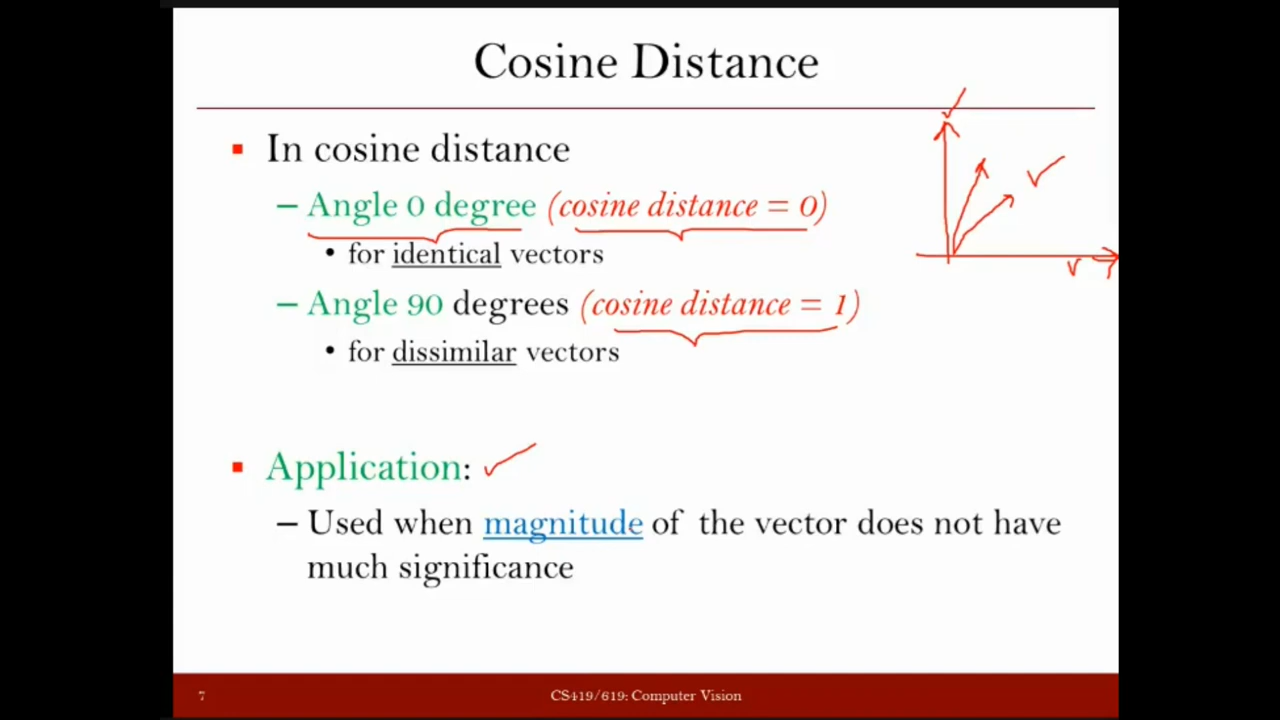 Cosine Distance
In cosine distance
– Angle 0 degree (cosine distance = 0)
• for identical vectors
– Angle 90 degrees (cosine distance = 1)
• for dissimilar vectors
Application:
– Used when magnitude of the vector does not have
much significance
7
CS419/619: Computer Vision